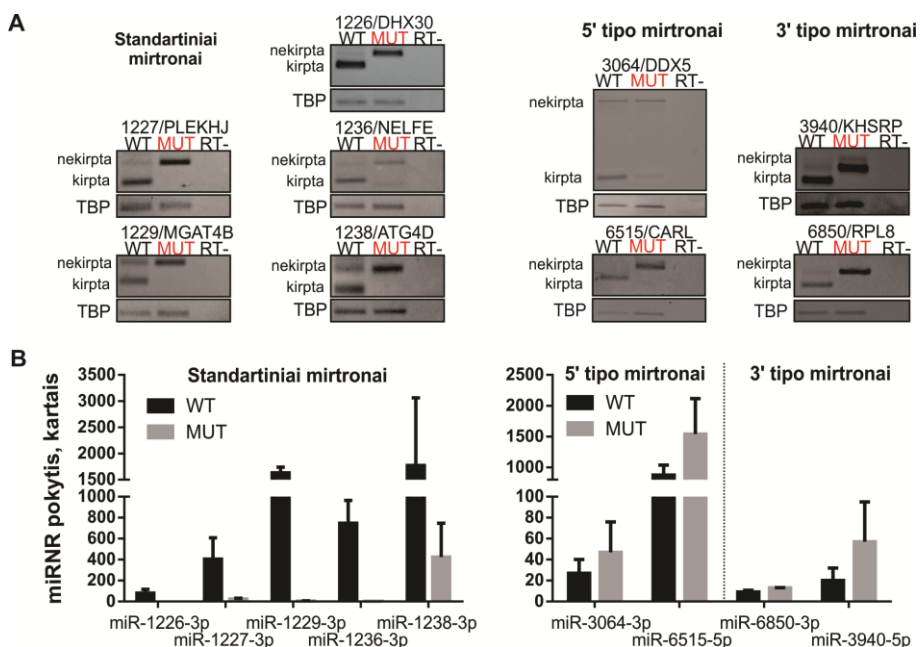 A
Standartiniai
mirtronai
1226/DHX30
WT MUT RT-
nekirpta
kirpta
TBP
1227/PLEKHJ
WT MUT RT-
nekirpta
kirpta
TBP
1236/NELFE
WT MUT RT-
nekirpta
kirpta
TBP
1229/MGAT4B
WT MUT RT-
nekirpta
kirpta
TBP
1238/ATG4D
WT MUT RT-
nekirpta
kirpta
TBP
5' tipo mirtronai
3064/DDX5
WT MUT RT-
nekirpta
kirpta
TBP
6515/CARL
WT MUT RT-
nekirpta
kirpta
TBP
3' tipo mirtronai
3940/KHSRP
WT MUT RT-
nekirpta
kirpta
TBP
6850/RPL8
WT MUT RT-
nekirpta
kirpta
TBP
B
miRNR pokytis, kartais
Standartiniai mirtronai
WT
MUT
3500
3000
2500
2000
1500
1000
800
600
400
200
0
miR-1226-3p miR-1229-3p miR-1238-3p
miR-1227-3p miR-1236-3p
5' tipo mirtronai
3' tipo mirtronai
WT
MUT
2500
2000
1500
1000
500
100
80
60
40
20
0
miR-3064-3p miR-6850-3p
miR-6515-5p miR-3940-5p